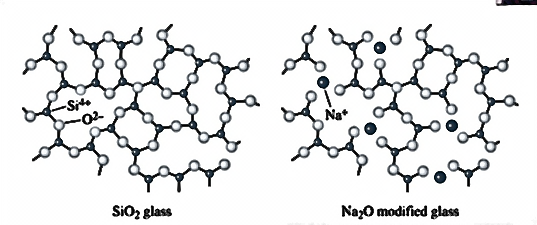 Si⁴⁺
O²⁻
Na⁺
SiO₂ glass
Na₂O modified glass